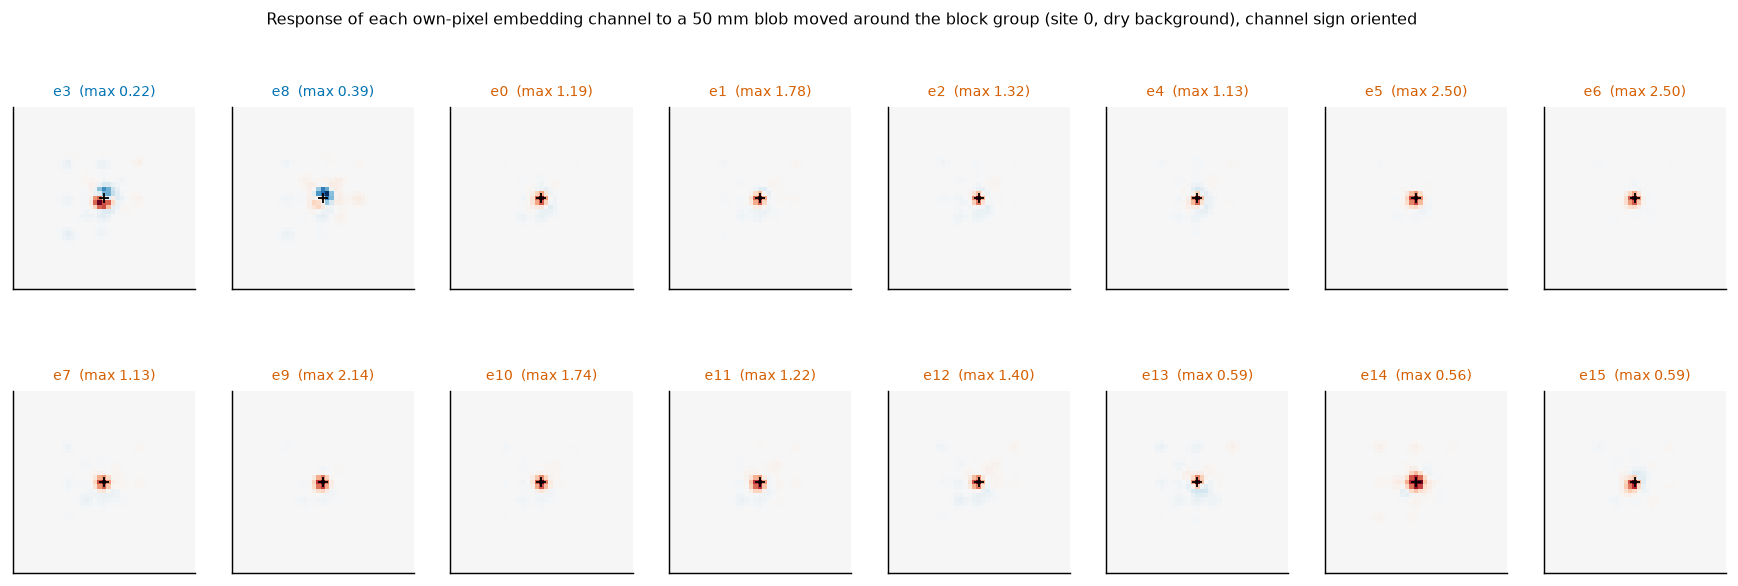 Response of each own-pixel embedding channel to a 50 mm blob moved around the block group (site 0, dry background), channel sign oriented
e3 (max 0.22)
e8 (max 0.39)
e0 (max 1.19)
e1 (max 1.78)
e2 (max 1.32)
e4 (max 1.13)
e5 (max 2.50)
e6 (max 2.50)
e7 (max 1.13)
e9 (max 2.14)
e10 (max 1.74)
e11 (max 1.22)
e12 (max 1.40)
e13 (max 0.59)
e14 (max 0.56)
e15 (max 0.59)